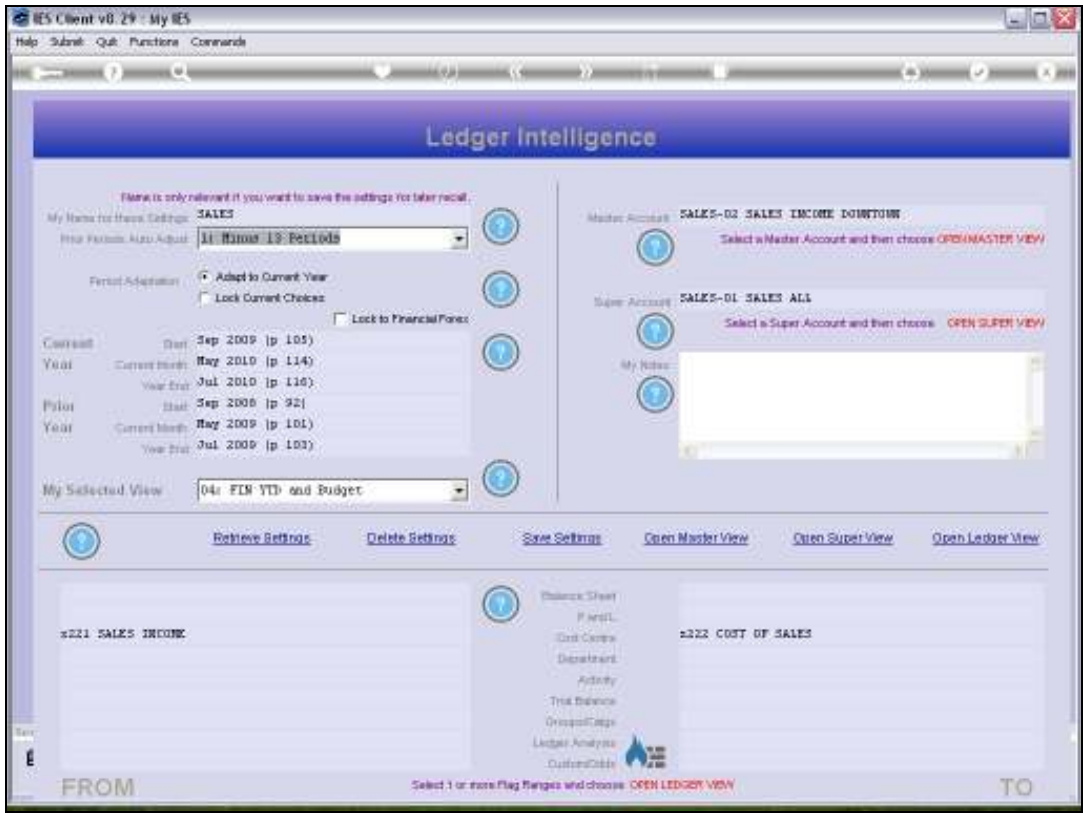 IES Client v8.29 : My IES
Help Submit Quit Functions Commands
Ledger Intelligence
Name is only relevant if you want to save the settings for later recall.
My Name for these Settings SALES
Prior Periods Auto Adjust 1: Minus 13 Periods
Period Adaptation Adapt to Current Year
Lock Current Choices
Lock to Financial Forex
Current Start Sep 2009 (p 105)
Year Current Month May 2010 (p 114)
Year End Jul 2010 (p 116)
Prior Start Sep 2008 (p 92)
Year Current Month May 2009 (p 101)
Year End Jul 2009 (p 103)
My Selected View 04: FIN YTD and Budget
Master Account SALES-02 SALES INCOME DOWNTOWN
Select a Master Account and then choose OPEN MASTER VIEW
Super Account SALES-01 SALES ALL
Select a Super Account and then choose OPEN SUPER VIEW
My Notes
Retrieve Settings Delete Settings Save Settings Open Master View Open Super View Open Ledger View
Balance Sheet
P and L
z221 SALES INCOME Cost Centre z222 COST OF SALES
Department
Activity
Trial Balance
Ledger Analysis
FROM Select 1 or more Flag Ranges and choose OPEN LEDGER VIEW TO